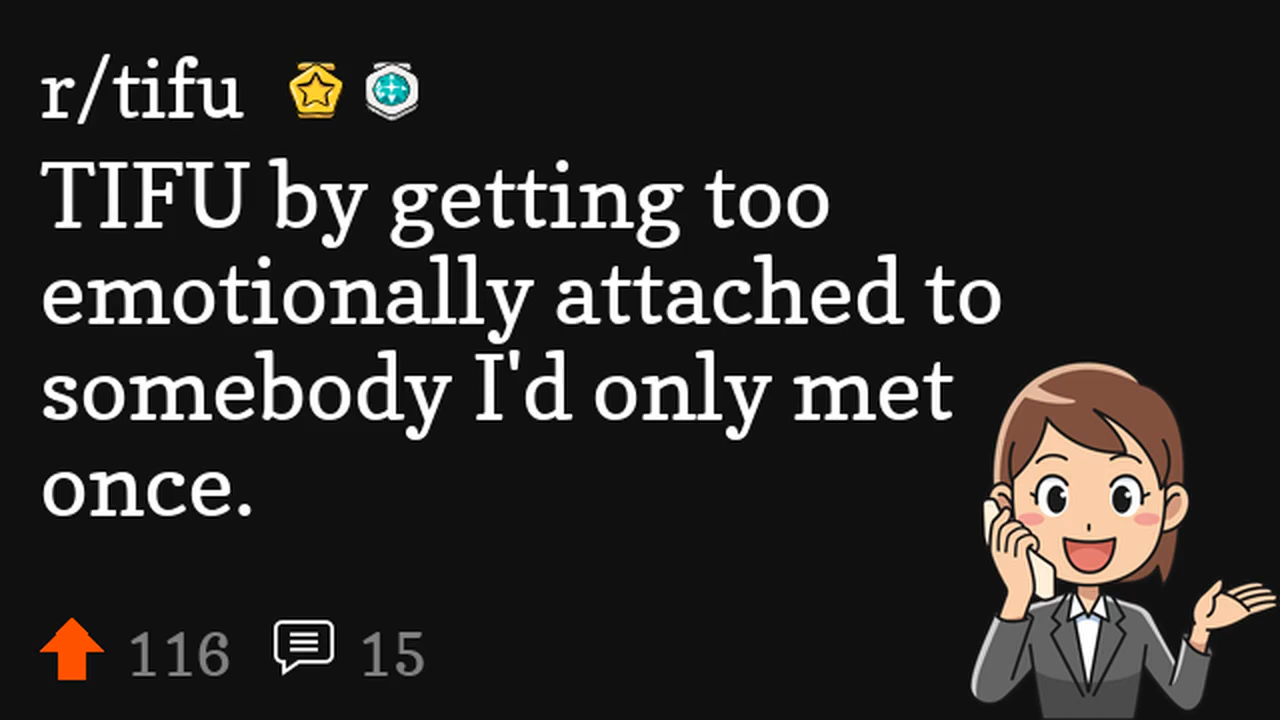 r/tifu
TIFU by getting too
emotionally attached to
somebody I'd only met
once.
116 15